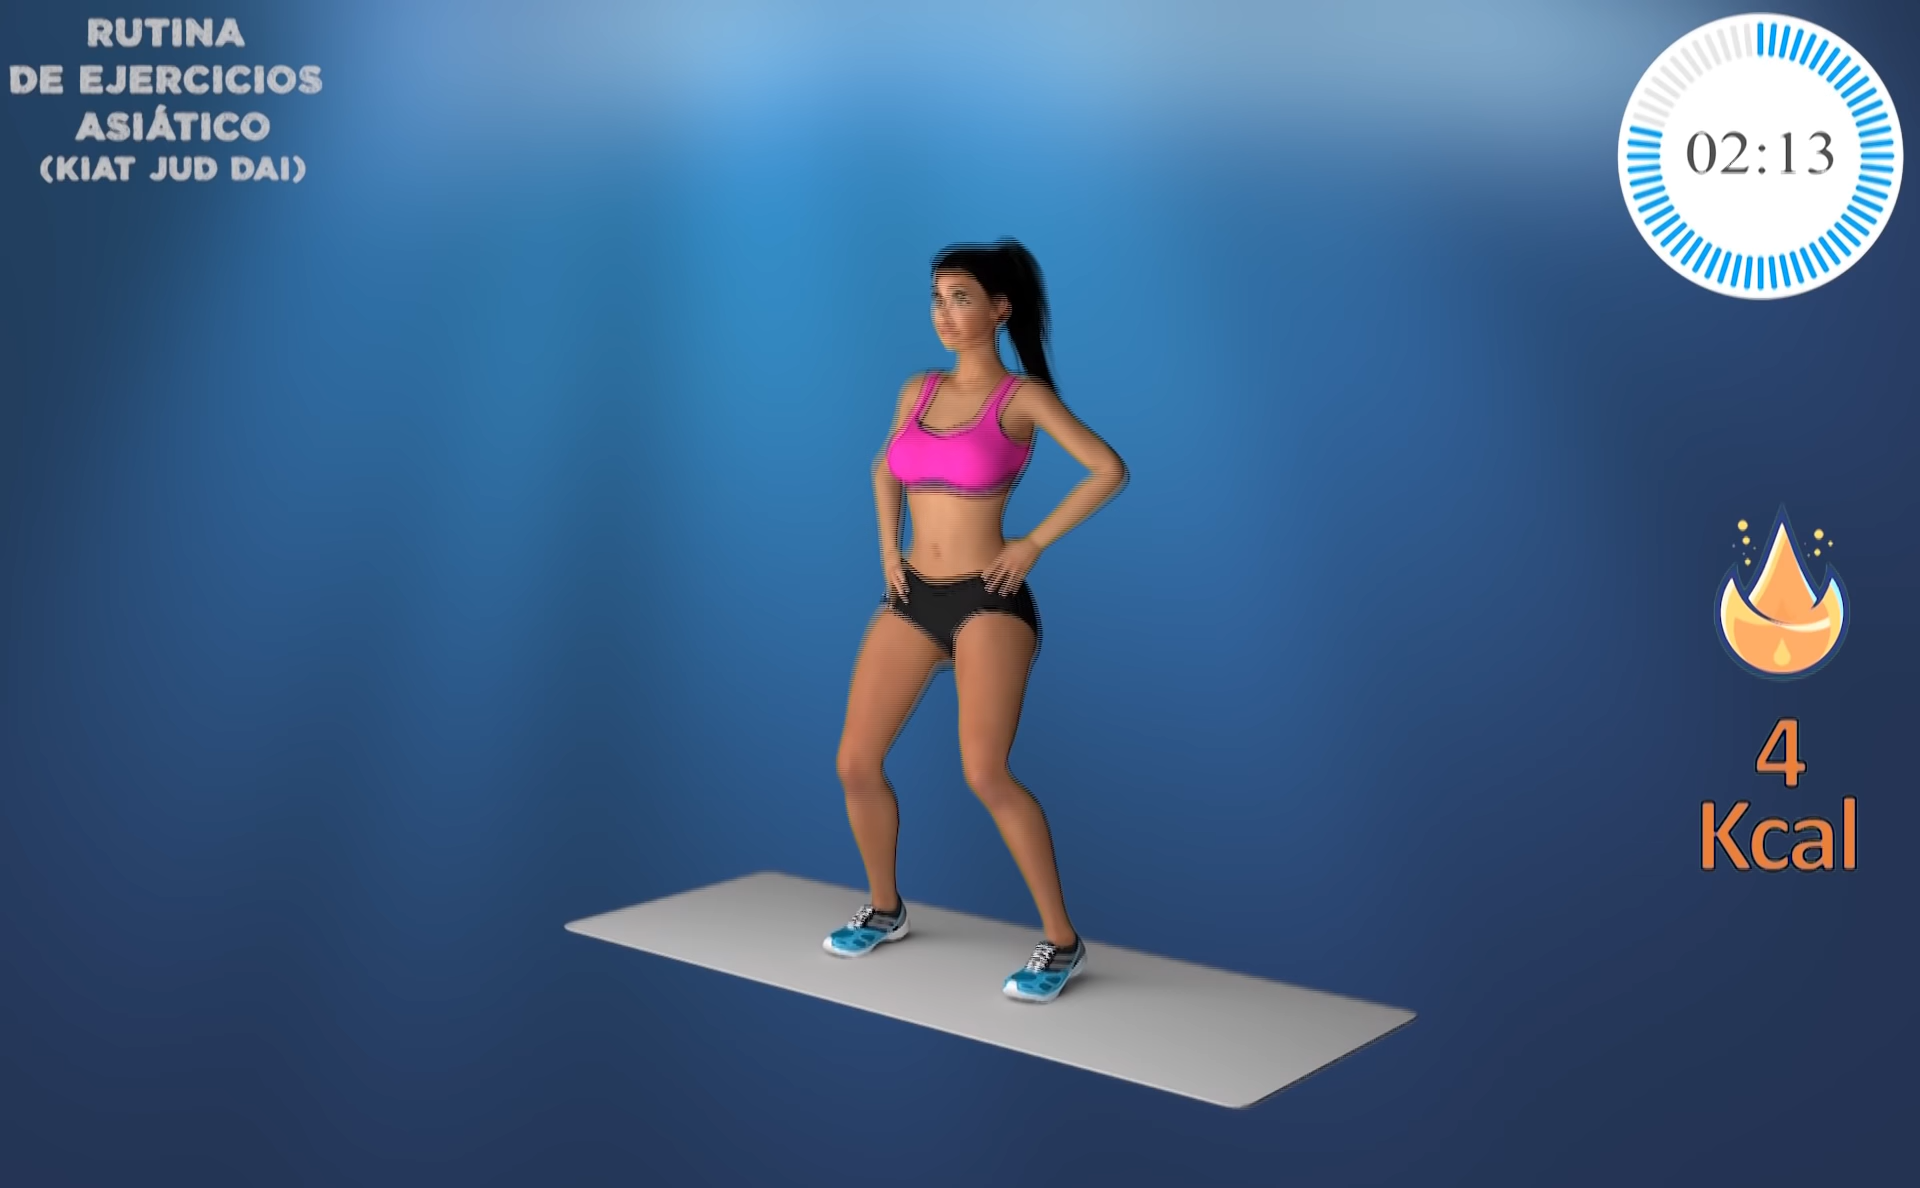 RUTINA
DE EJERCICIOS
ASIÁTICO
(KIAT JUD DAI)
02:13
4
Kcal